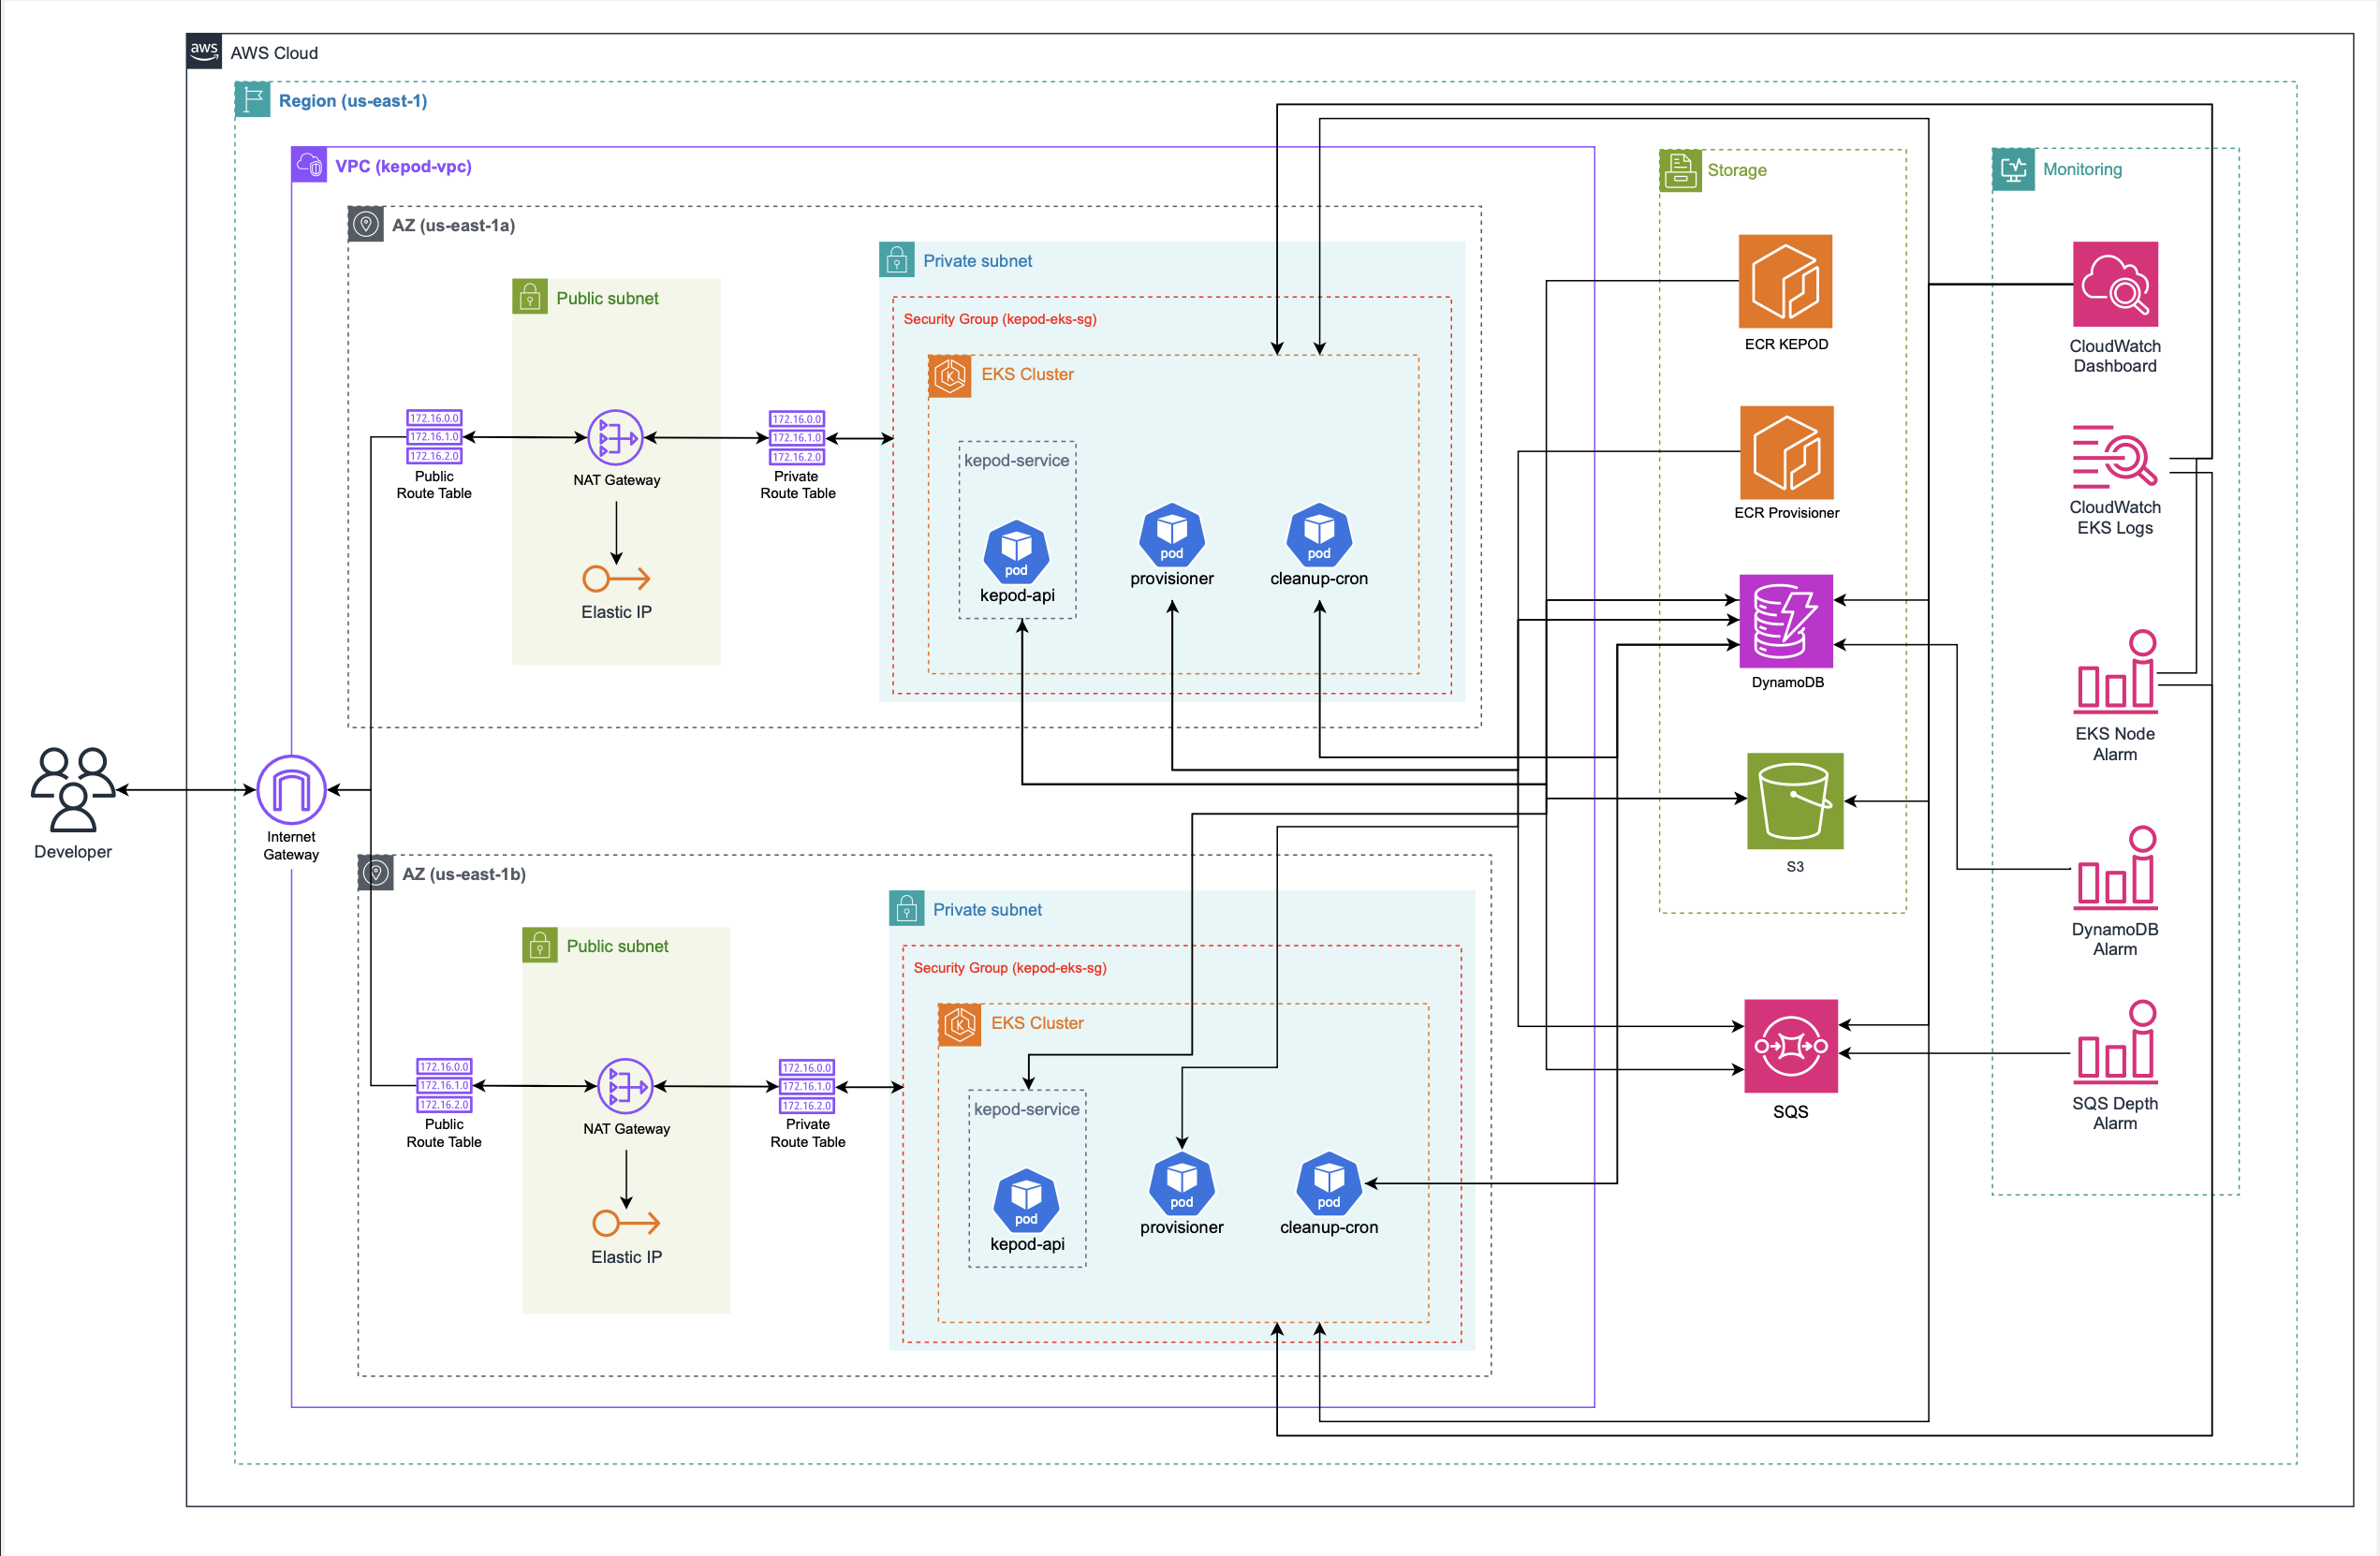 aws
AWS Cloud
Region (us-east-1)
VPC (kepod-vpc)
AZ (us-east-1a)
Public subnet
172.16.0.0
172.16.1.0
172.16.2.0
Public
Route Table
NAT Gateway
Elastic IP
172.16.0.0
172.16.1.0
172.16.2.0
Private
Route Table
Private subnet
Security Group (kepod-eks-sg)
K
EKS Cluster
kepod-service
pod
kepod-api
pod
provisioner
pod
cleanup-cron
Developer
Internet
Gateway
AZ (us-east-1b)
Public subnet
172.16.0.0
172.16.1.0
172.16.2.0
Public
Route Table
NAT Gateway
Elastic IP
172.16.0.0
172.16.1.0
172.16.2.0
Private
Route Table
Private subnet
Security Group (kepod-eks-sg)
K
EKS Cluster
kepod-service
pod
kepod-api
pod
provisioner
pod
cleanup-cron
Storage
ECR KEPOD
ECR Provisioner
DynamoDB
S3
SQS
Monitoring
CloudWatch
Dashboard
CloudWatch
EKS Logs
EKS Node
Alarm
DynamoDB
Alarm
SQS Depth
Alarm